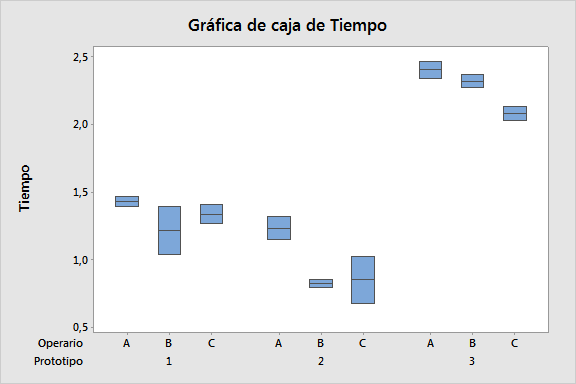 Gráfica de caja de Tiempo
Tiempo
2,5
2,0
1,5
1,0
0,5
Operario A B C A B C A B C
Prototipo 1 2 3